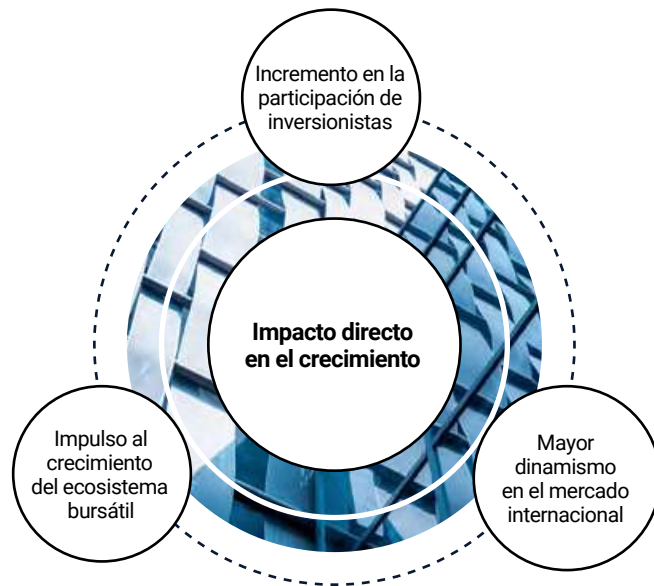 Incremento en la
participación de
inversionistas
Impacto directo
en el crecimiento
Impulso al
crecimiento
del ecosistema
bursátil
Mayor
dinamismo
en el mercado
internacional